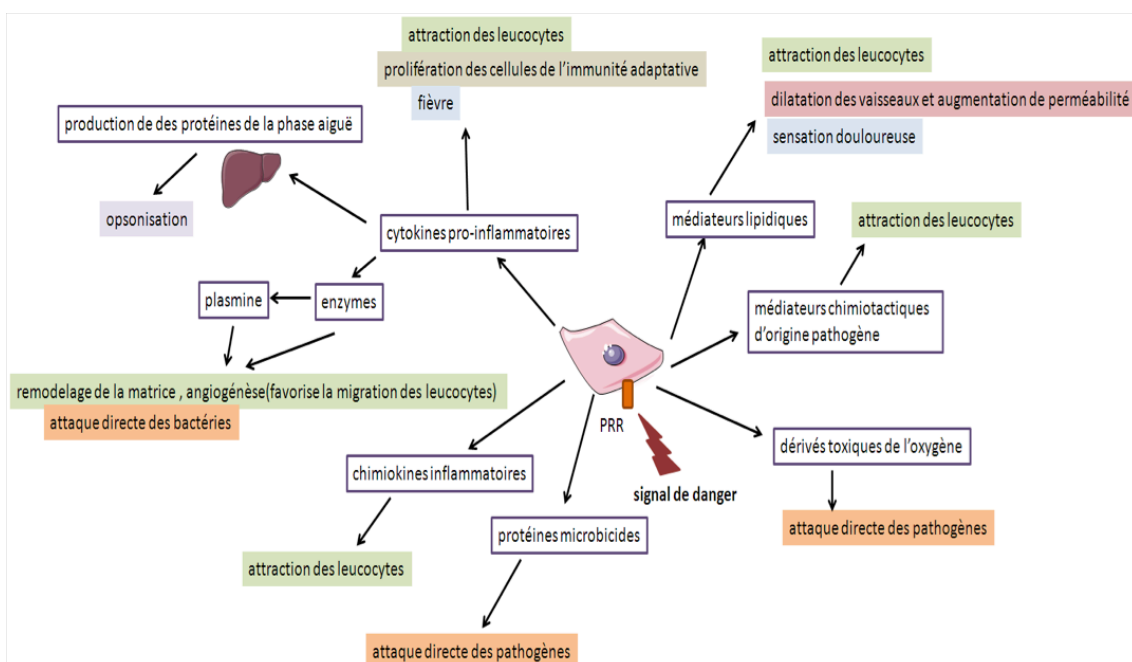 attraction des leucocytes
prolifération des cellules de l'immunité adaptative
fièvre
attraction des leucocytes
dilatation des vaisseaux et augmentation de perméabilité
sensation douloureuse
production de des protéines de la phase aiguë
opsonisation
cytokines pro-inflammatoires
médiateurs lipidiques
attraction des leucocytes
plasmine
enzymes
médiateurs chimiotactiques
d'origine pathogène
remodelage de la matrice , angiogénèse(favorise la migration des leucocytes)
attaque directe des bactéries
PRR
signal de danger
dérivés toxiques de l'oxygène
attaque directe des pathogènes
chimiokines inflammatoires
attraction des leucocytes
protéines microbicides
attaque directe des pathogènes